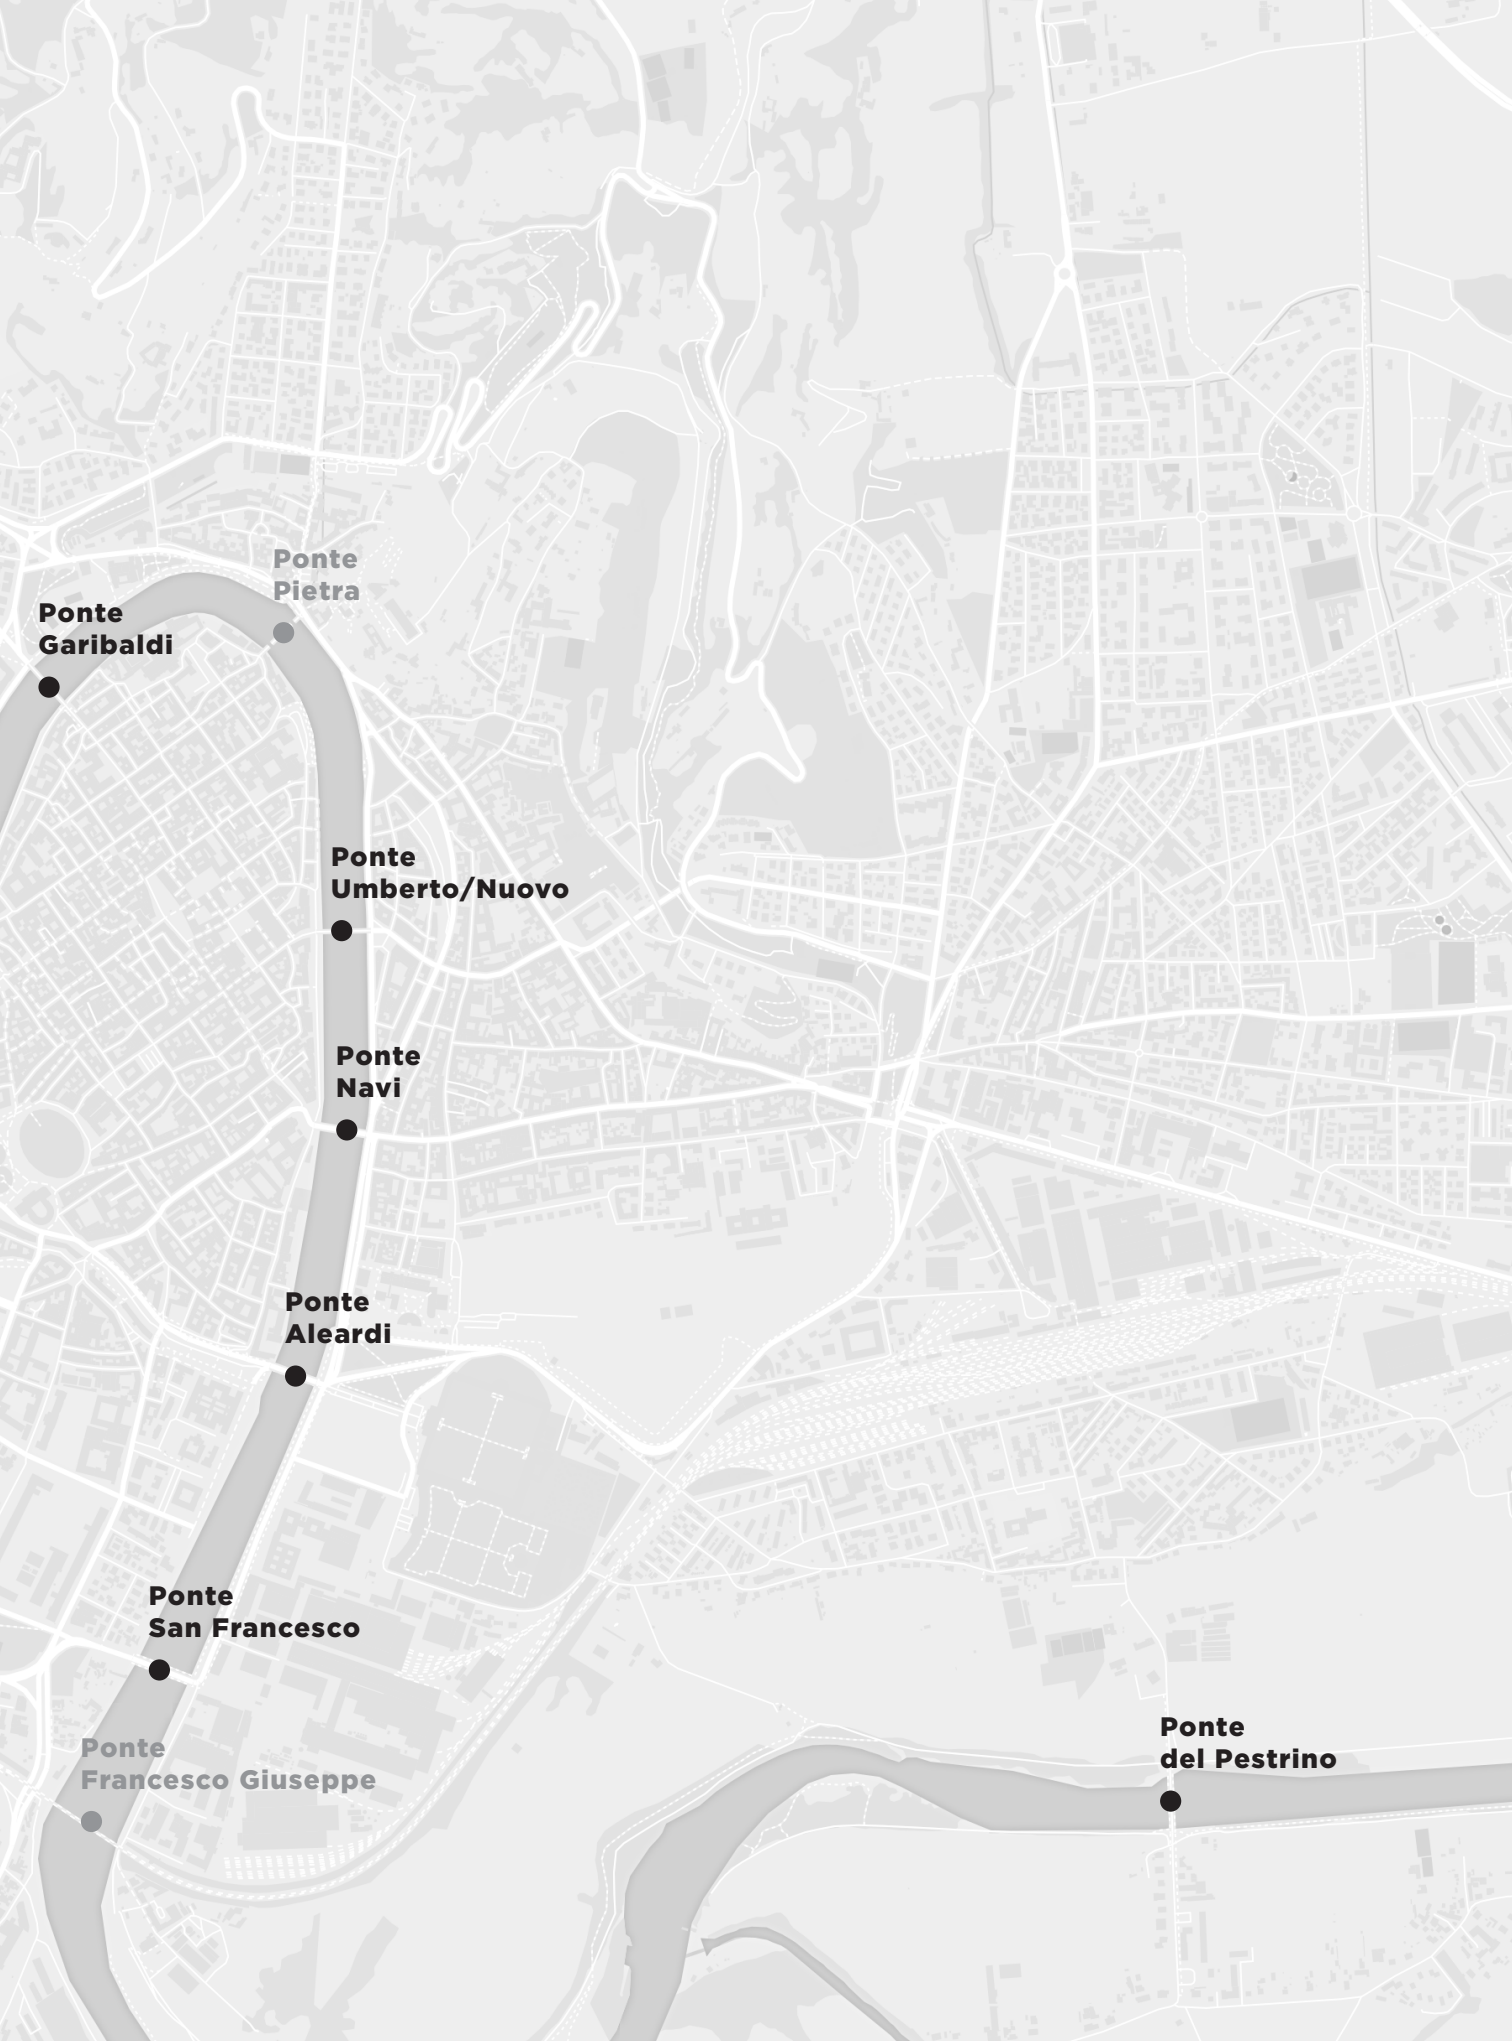 Ponte
Pietra
Ponte
Garibaldi
Ponte
Umberto/Nuovo
Ponte
Navi
Ponte
Aleardi
Ponte
San Francesco
Ponte
del Pestrino
Ponte
Francesco Giuseppe